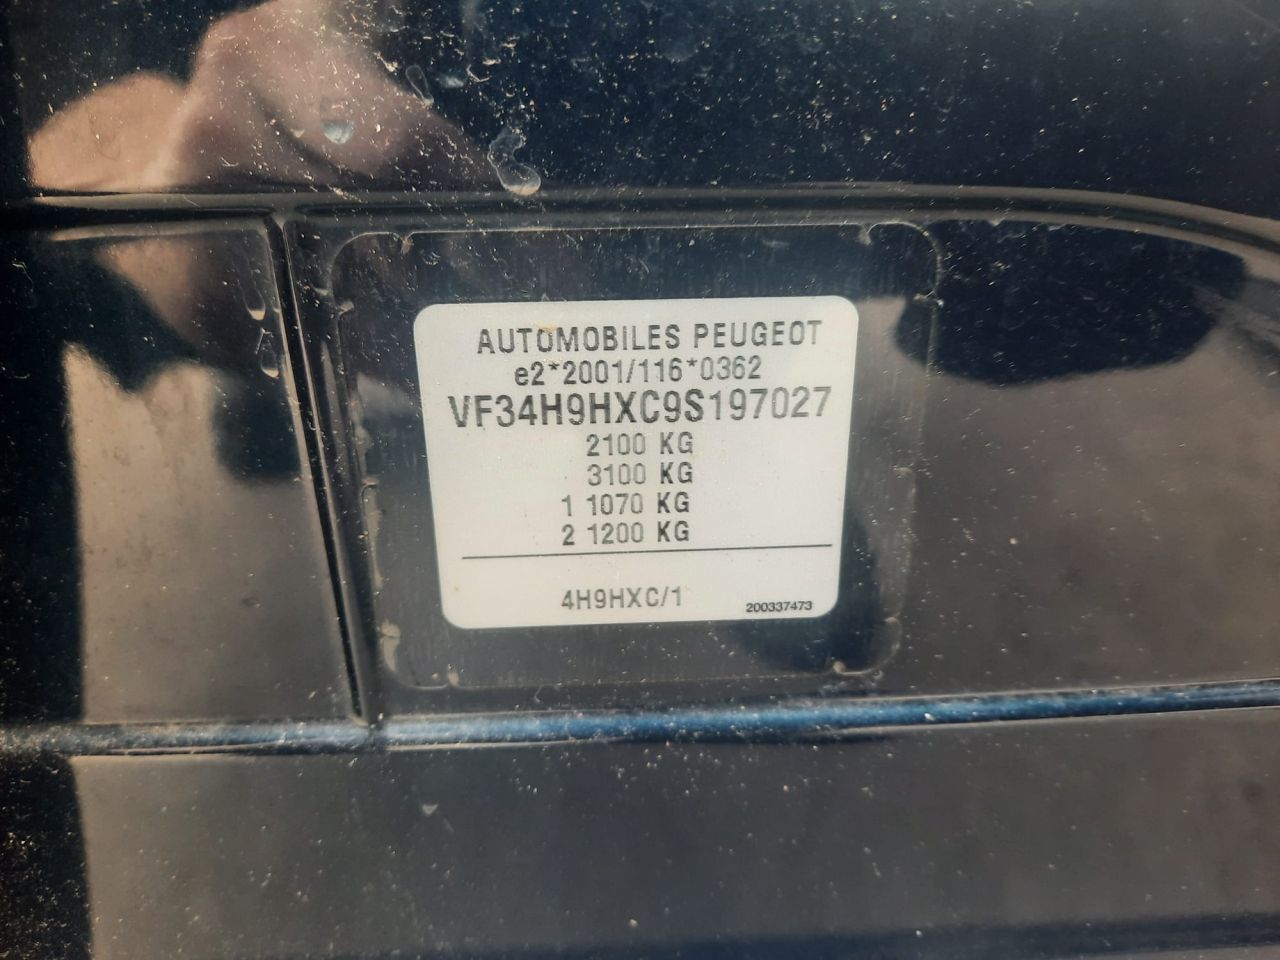 AUTOMOBILES PEUGEOT
e2*2001/116*0362
VF34H9HXC9S197027
2100 KG
3100 KG
1 1070 KG
2 1200 KG
4H9HXC/1
200337473